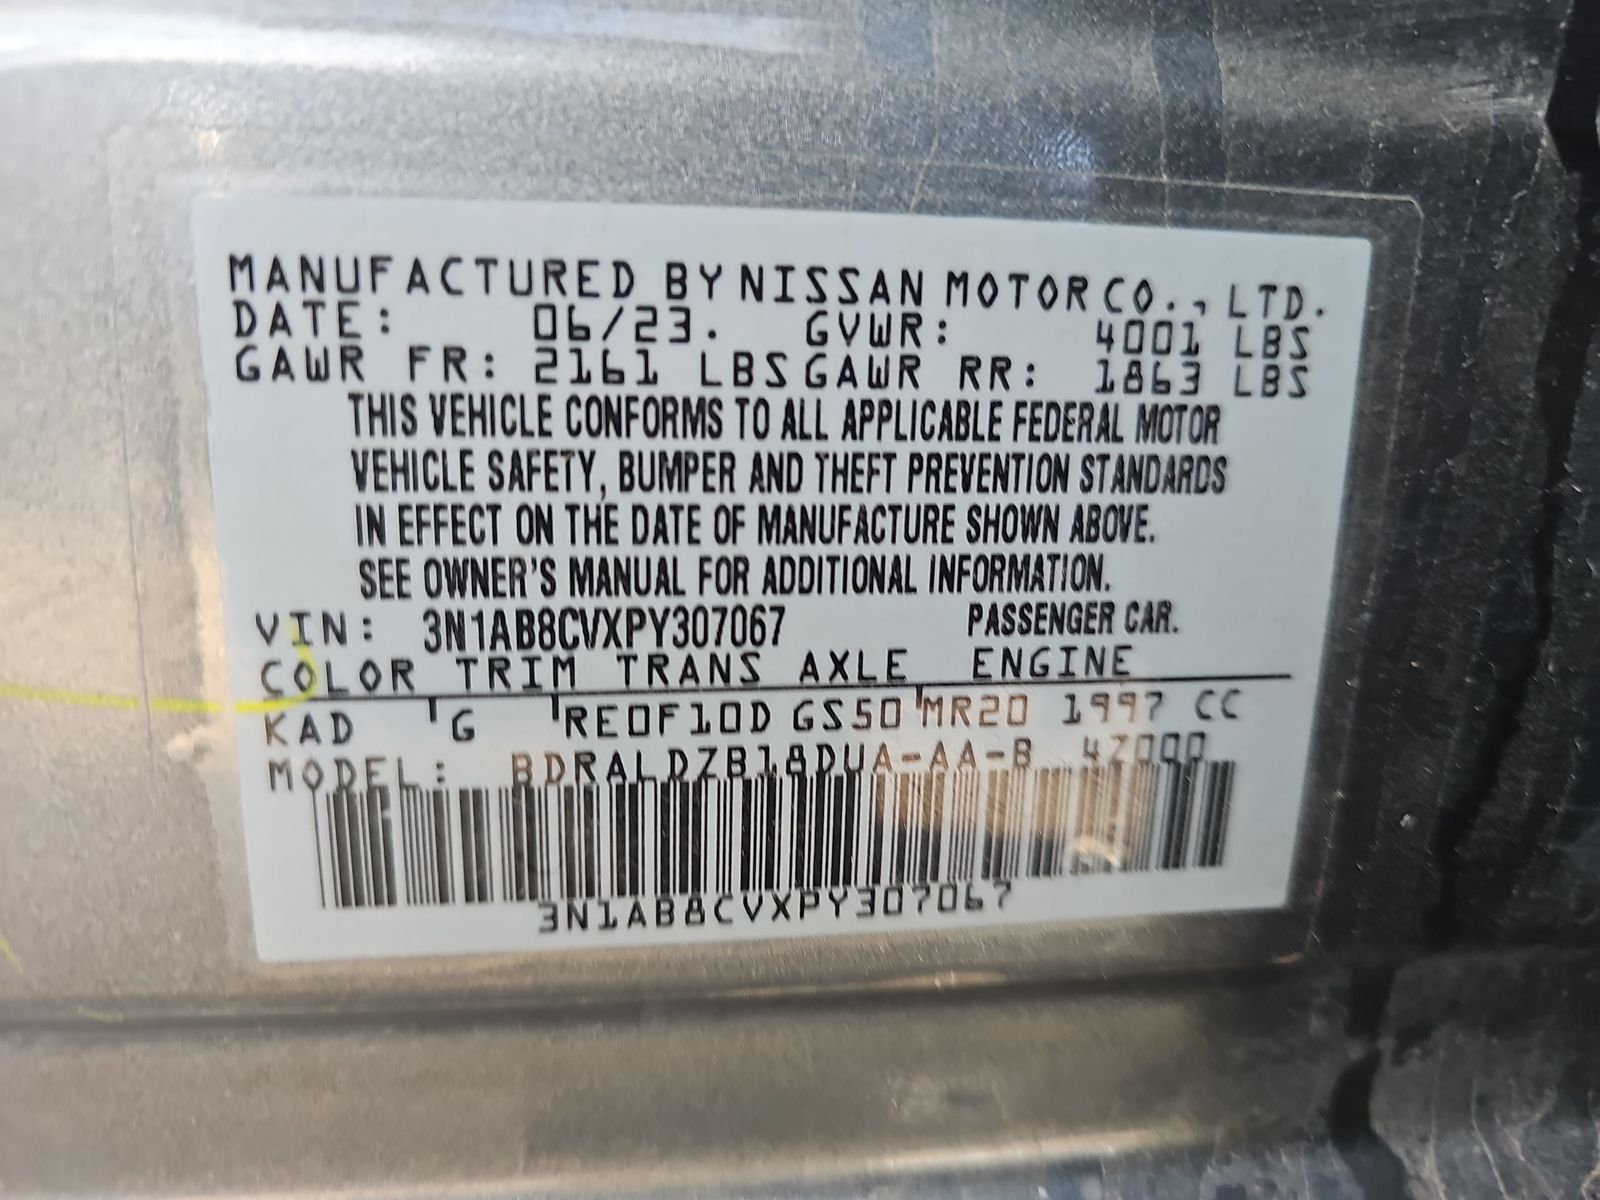 MANUFACTURED BY NISSAN MOTOR CO., LTD.
DATE: 06/23. GVWR: 4001 LBS
GAWR FR: 2161 LBS GAWR RR: 1863 LBS
THIS VEHICLE CONFORMS TO ALL APPLICABLE FEDERAL MOTOR
VEHICLE SAFETY, BUMPER AND THEFT PREVENTION STANDARDS
IN EFFECT ON THE DATE OF MANUFACTURE SHOWN ABOVE.
SEE OWNER'S MANUAL FOR ADDITIONAL INFORMATION.
VIN: 3N1AB8CVXPY307067 PASSENGER CAR.
COLOR TRIM TRANS AXLE ENGINE
KAD G RE0F10D GS50 MR20 1997 CC
MODEL: BDRALDZB18DUA-AA-B 4Z000
3N1AB8CVXPY307067